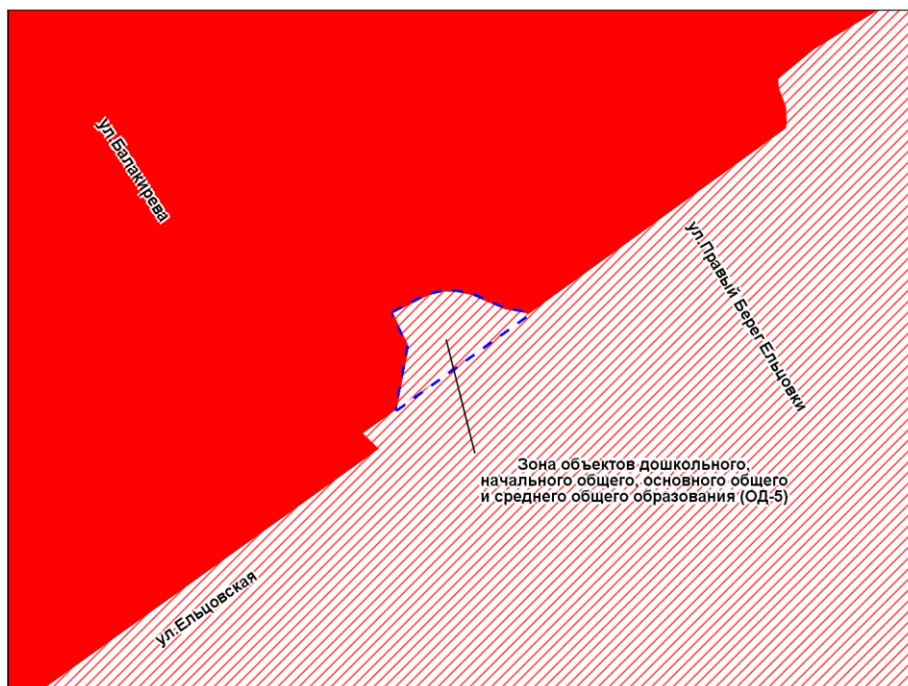 ул.Балакирева
ул.Правый Берег Ельцовки
Зона объектов дошкольного,
начального общего, основного общего
и среднего общего образования (ОД-5)
ул.Ельцовская